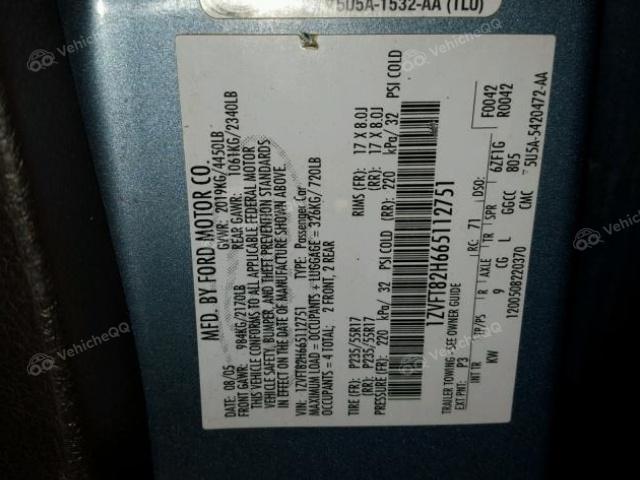 5U5A-1532-AA (TLU)
MFD. BY FORD MOTOR CO.
08/05 GVWR: 2019KG/4450LB
FRONT GAWR: 984KG/2170LB REAR GAWR: 1061KG/2340LB
THIS VEHICLE CONFORMS TO ALL APPLICABLE FEDERAL MOTOR
VEHICLE SAFETY, BUMPER, AND THEFT PREVENTION STANDARDS
IN EFFECT ON THE DATE OF MANUFACTURE SHOWN ABOVE.
VIN: 1ZVFT82H665112751 TYPE: Passenger Car
MAXIMUM LOAD = OCCUPANTS + LUGGAGE = 326KG/720LB
OCCUPANTS = 4 TOTAL: 2 FRONT, 2 REAR
TIRE (FR): P235/55R17 RIMS (FR): 17 X 8.0J
(RR): P235/55R17 (RR): 17 X 8.0J
PRESSURE (FR): 220 kPa/ 32 PSI COLD (RR): 220 kPa/ 32 PSI COLD
1ZVFT82H665112751
TRAILER TOWING - SEE OWNER GUIDE
EXT PNT: P3 RC: 71 DSO: F0042
R0042
INT TR TP/PS R AXLE TR SPR 6ZF1G
KW 9 CG L GGCC 805
1200508220370 CMC 5U5A-5420472-AA
VehicleQ